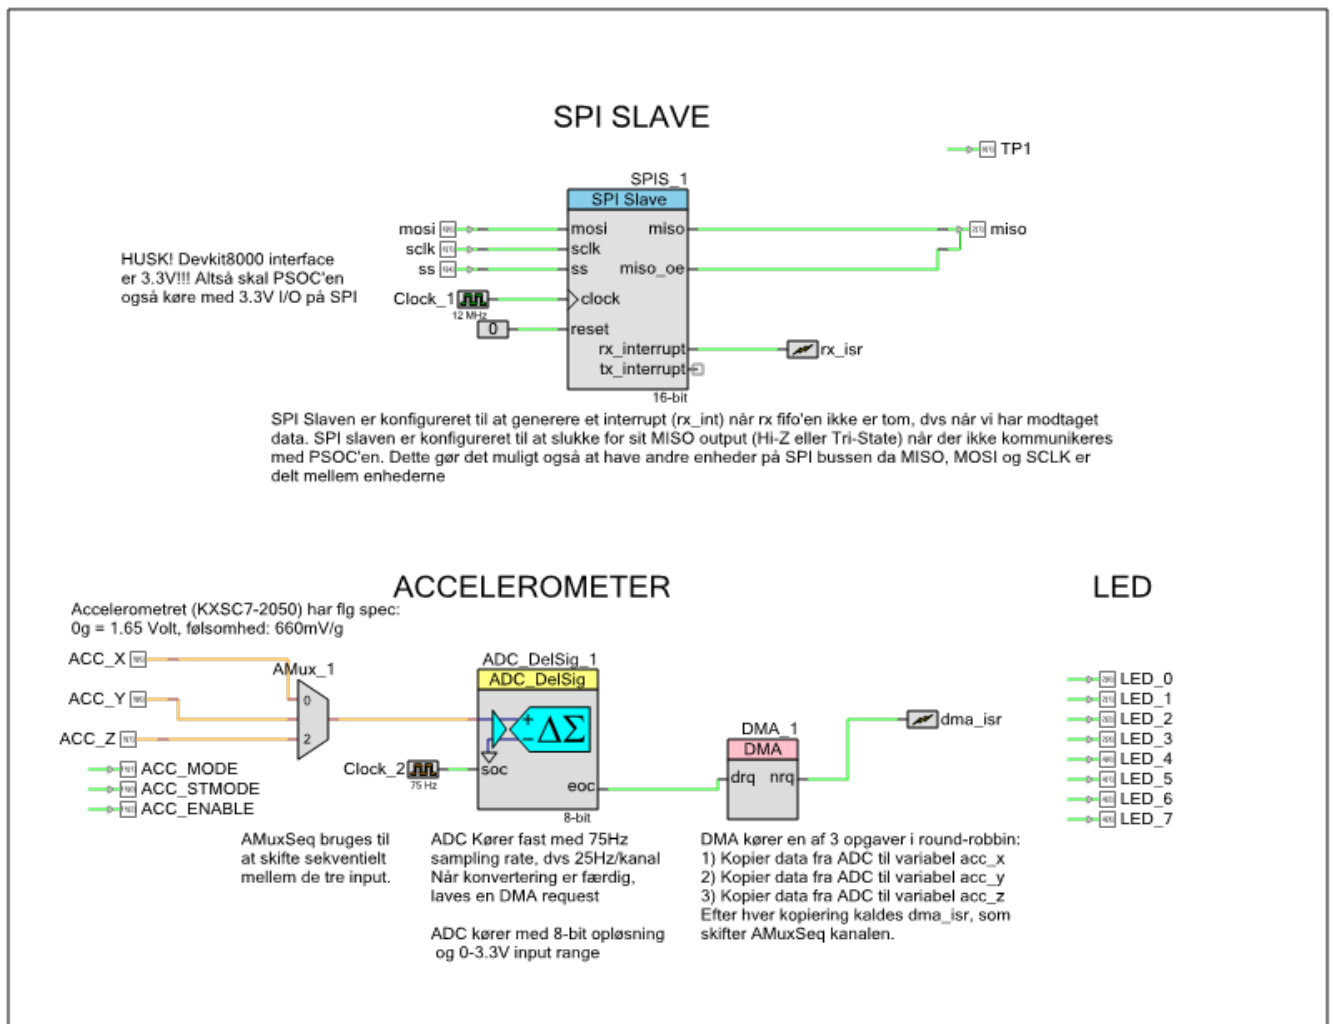 SPI SLAVE
TP1
SPIS_1
SPI Slave
mosi
mosi
miso
miso
sclk
sclk
ss
ss
miso_oe
HUSK! Devkit8000 interface
er 3.3V!!! Altså skal PSOC'en
også køre med 3.3V I/O på SPI
Clock_1
12 MHz
clock
0
reset
rx_interrupt
rx_isr
tx_interrupt
16-bit
SPI Slaven er konfigureret til at generere et interrupt (rx_int) når rx fifo'en ikke er tom, dvs når vi har modtaget
data. SPI slaven er konfigureret til at slukke for sit MISO output (Hi-Z eller Tri-State) når der ikke kommunikeres
med PSOC'en. Dette gør det muligt også at have andre enheder på SPI bussen da MISO, MOSI og SCLK er
delt mellem enhederne
ACCELEROMETER
LED
Accelerometret (KXSC7-2050) har flg spec:
0g = 1.65 Volt, følsomhed: 660mV/g
ACC_X
ACC_Y
ACC_Z
AMux_1
0
2
ACC_MODE
ACC_STMODE
ACC_ENABLE
ADC_DelSig_1
ADC_DelSig
+
−
ΔΣ
Clock_2
75 Hz
soc
eoc
8-bit
DMA_1
DMA
drq
nrq
dma_isr
LED_0
LED_1
LED_2
LED_3
LED_4
LED_5
LED_6
LED_7
AMuxSeq bruges til
at skifte sekventielt
mellem de tre input.
ADC Kører fast med 75Hz
sampling rate, dvs 25Hz/kanal
Når konvertering er færdig,
laves en DMA request
ADC kører med 8-bit opløsning
og 0-3.3V input range
DMA kører en af 3 opgaver i round-robbin:
1) Kopier data fra ADC til variabel acc_x
2) Kopier data fra ADC til variabel acc_y
3) Kopier data fra ADC til variabel acc_z
Efter hver kopiering kaldes dma_isr, som
skifter AMuxSeq kanalen.